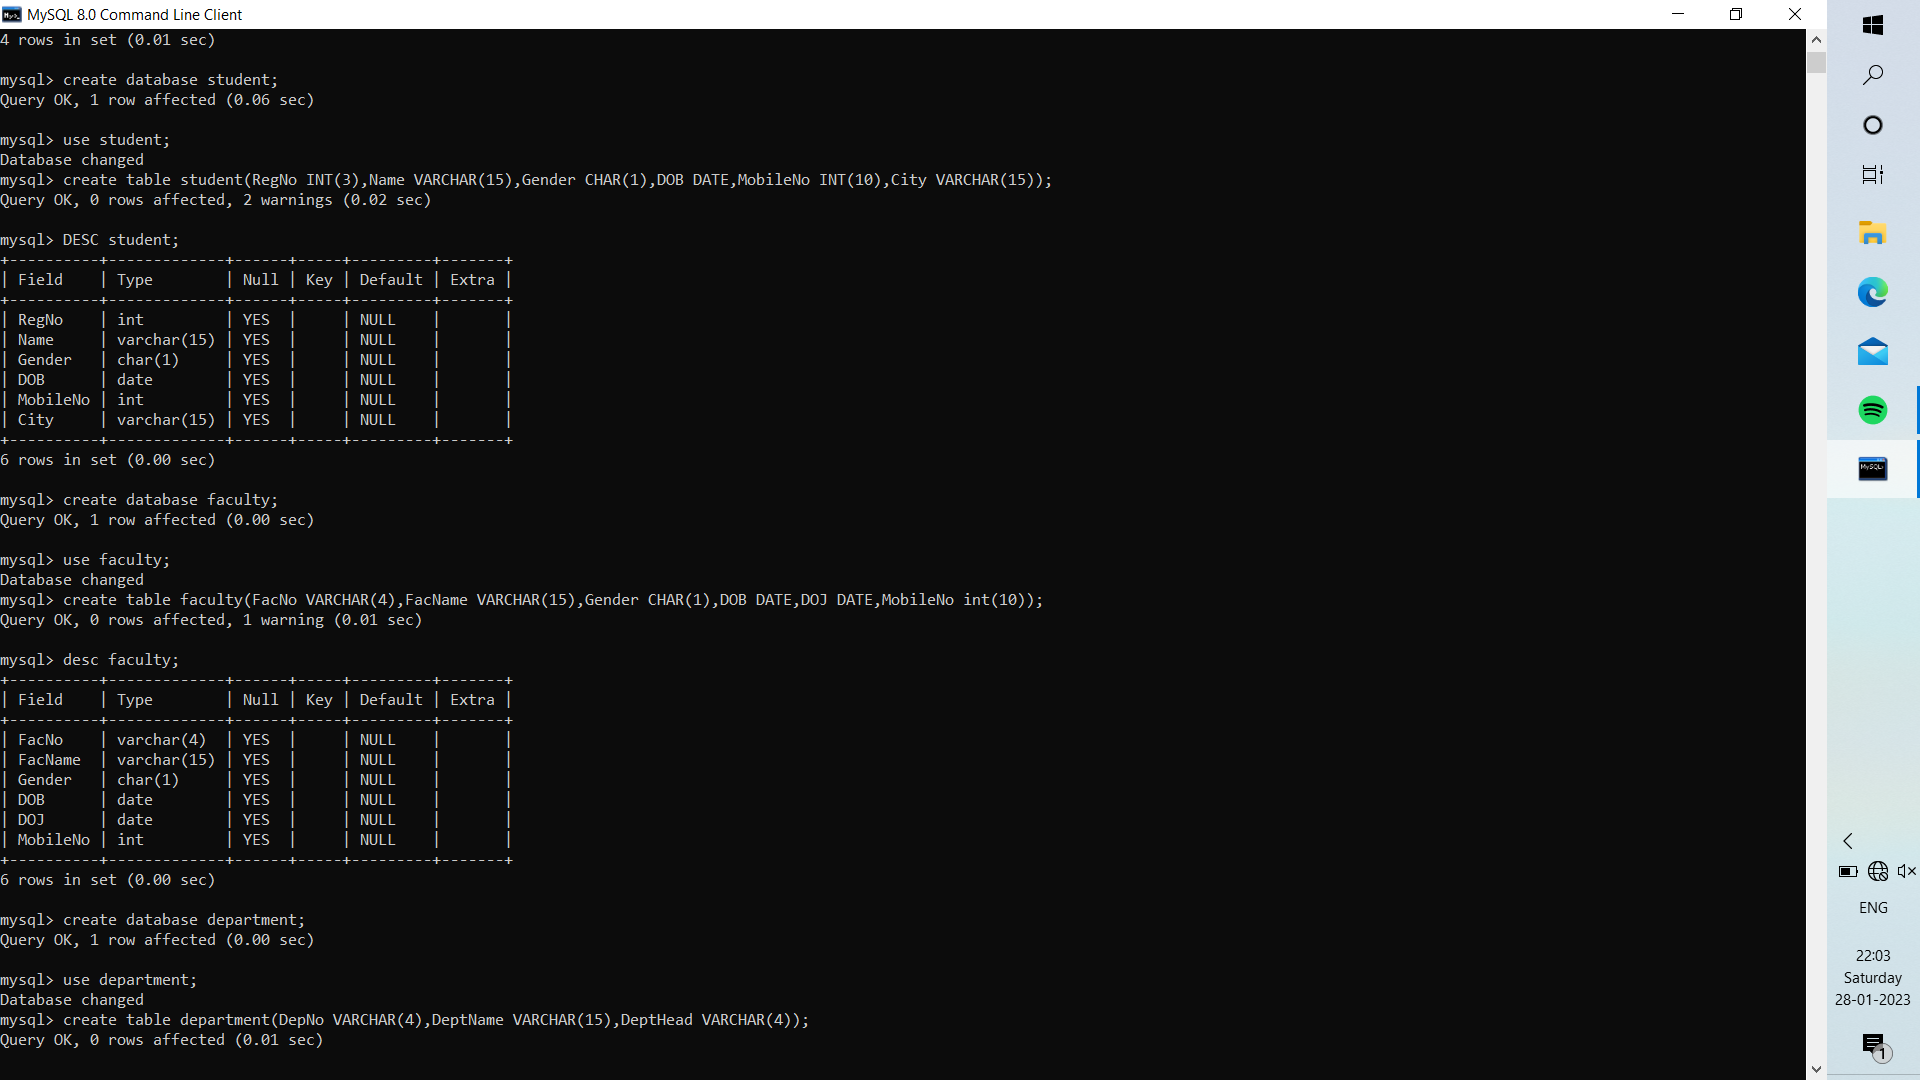 MySQL 8.0 Command Line Client
4 rows in set (0.01 sec)
mysql> create database student;
Query OK, 1 row affected (0.06 sec)
mysql> use student;
Database changed
mysql> create table student(RegNo INT(3),Name VARCHAR(15),Gender CHAR(1),DOB DATE,MobileNo INT(10),City VARCHAR(15));
Query OK, 0 rows affected, 2 warnings (0.02 sec)
mysql> DESC student;
+----------+-------------+------+-----+---------+-------+
| Field    | Type        | Null | Key | Default | Extra |
+----------+-------------+------+-----+---------+-------+
| RegNo    | int         | YES  |     | NULL    |       |
| Name     | varchar(15) | YES  |     | NULL    |       |
| Gender   | char(1)     | YES  |     | NULL    |       |
| DOB      | date        | YES  |     | NULL    |       |
| MobileNo | int         | YES  |     | NULL    |       |
| City     | varchar(15) | YES  |     | NULL    |       |
+----------+-------------+------+-----+---------+-------+
6 rows in set (0.00 sec)
mysql> create database faculty;
Query OK, 1 row affected (0.00 sec)
mysql> use faculty;
Database changed
mysql> create table faculty(FacNo VARCHAR(4),FacName VARCHAR(15),Gender CHAR(1),DOB DATE,DOJ DATE,MobileNo int(10));
Query OK, 0 rows affected, 1 warning (0.01 sec)
mysql> desc faculty;
+----------+-------------+------+-----+---------+-------+
| Field    | Type        | Null | Key | Default | Extra |
+----------+-------------+------+-----+---------+-------+
| FacNo    | varchar(4)  | YES  |     | NULL    |       |
| FacName  | varchar(15) | YES  |     | NULL    |       |
| Gender   | char(1)     | YES  |     | NULL    |       |
| DOB      | date        | YES  |     | NULL    |       |
| DOJ      | date        | YES  |     | NULL    |       |
| MobileNo | int         | YES  |     | NULL    |       |
+----------+-------------+------+-----+---------+-------+
6 rows in set (0.00 sec)
mysql> create database department;
Query OK, 1 row affected (0.00 sec)
mysql> use department;
Database changed
mysql> create table department(DepNo VARCHAR(4),DeptName VARCHAR(15),DeptHead VARCHAR(4));
Query OK, 0 rows affected (0.01 sec)
MySQL>
ENG
22:03
Saturday
28-01-2023
1